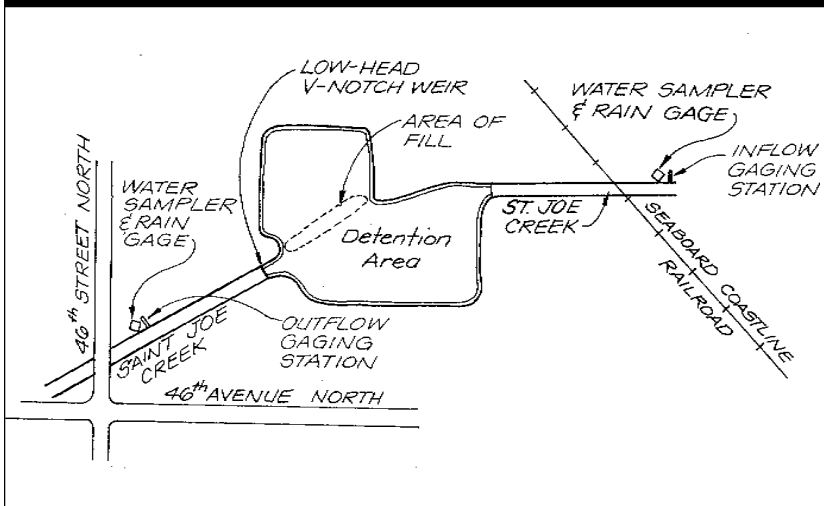 LOW-HEAD
V-NOTCH WEIR
WATER SAMPLER
& RAIN GAGE
AREA OF
FILL
INFLOW
GAGING
STATION
WATER
SAMPLER
& RAIN
GAGE
46th STREET NORTH
Detention
Area
ST. JOE
CREEK
SEABOARD COASTLINE
RAILROAD
OUTFLOW
GAGING
STATION
SAINT JOE
CREEK
46th AVENUE NORTH